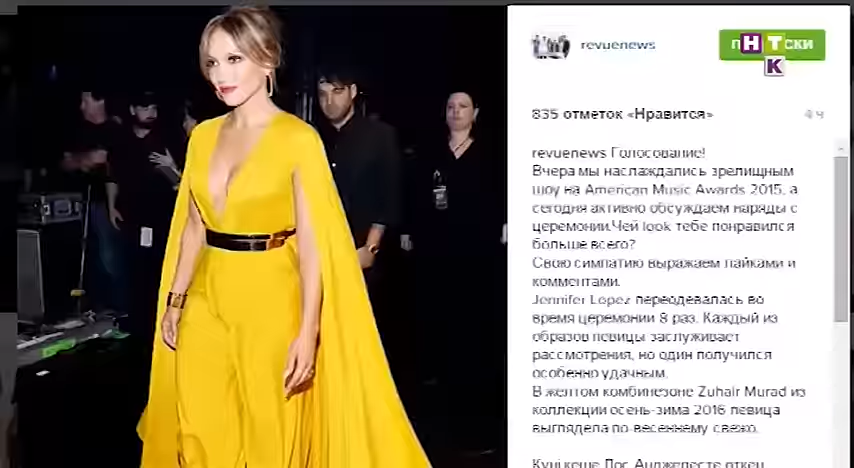 revuenews
НТК
835 отметок «Нравится»
4 ч
revuenews Голосование!
Вчера мы наслаждались зрелищным
шоу на American Music Awards 2015, а
сегодня активно обсуждаем наряды с
церемонии.Чей look тебе понравился
больше всего?
Свою симпатию выражаем лайками и
комментами.
Jennifer Lopez переодевалась во
время церемонии 8 раз. Каждый из
образов певицы заслуживает
рассмотрения, но один получился
особенно удачным.
В желтом комбинезоне Zuhair Murad из
коллекции осень-зима 2016 певица
выглядела по-весеннему свежо.